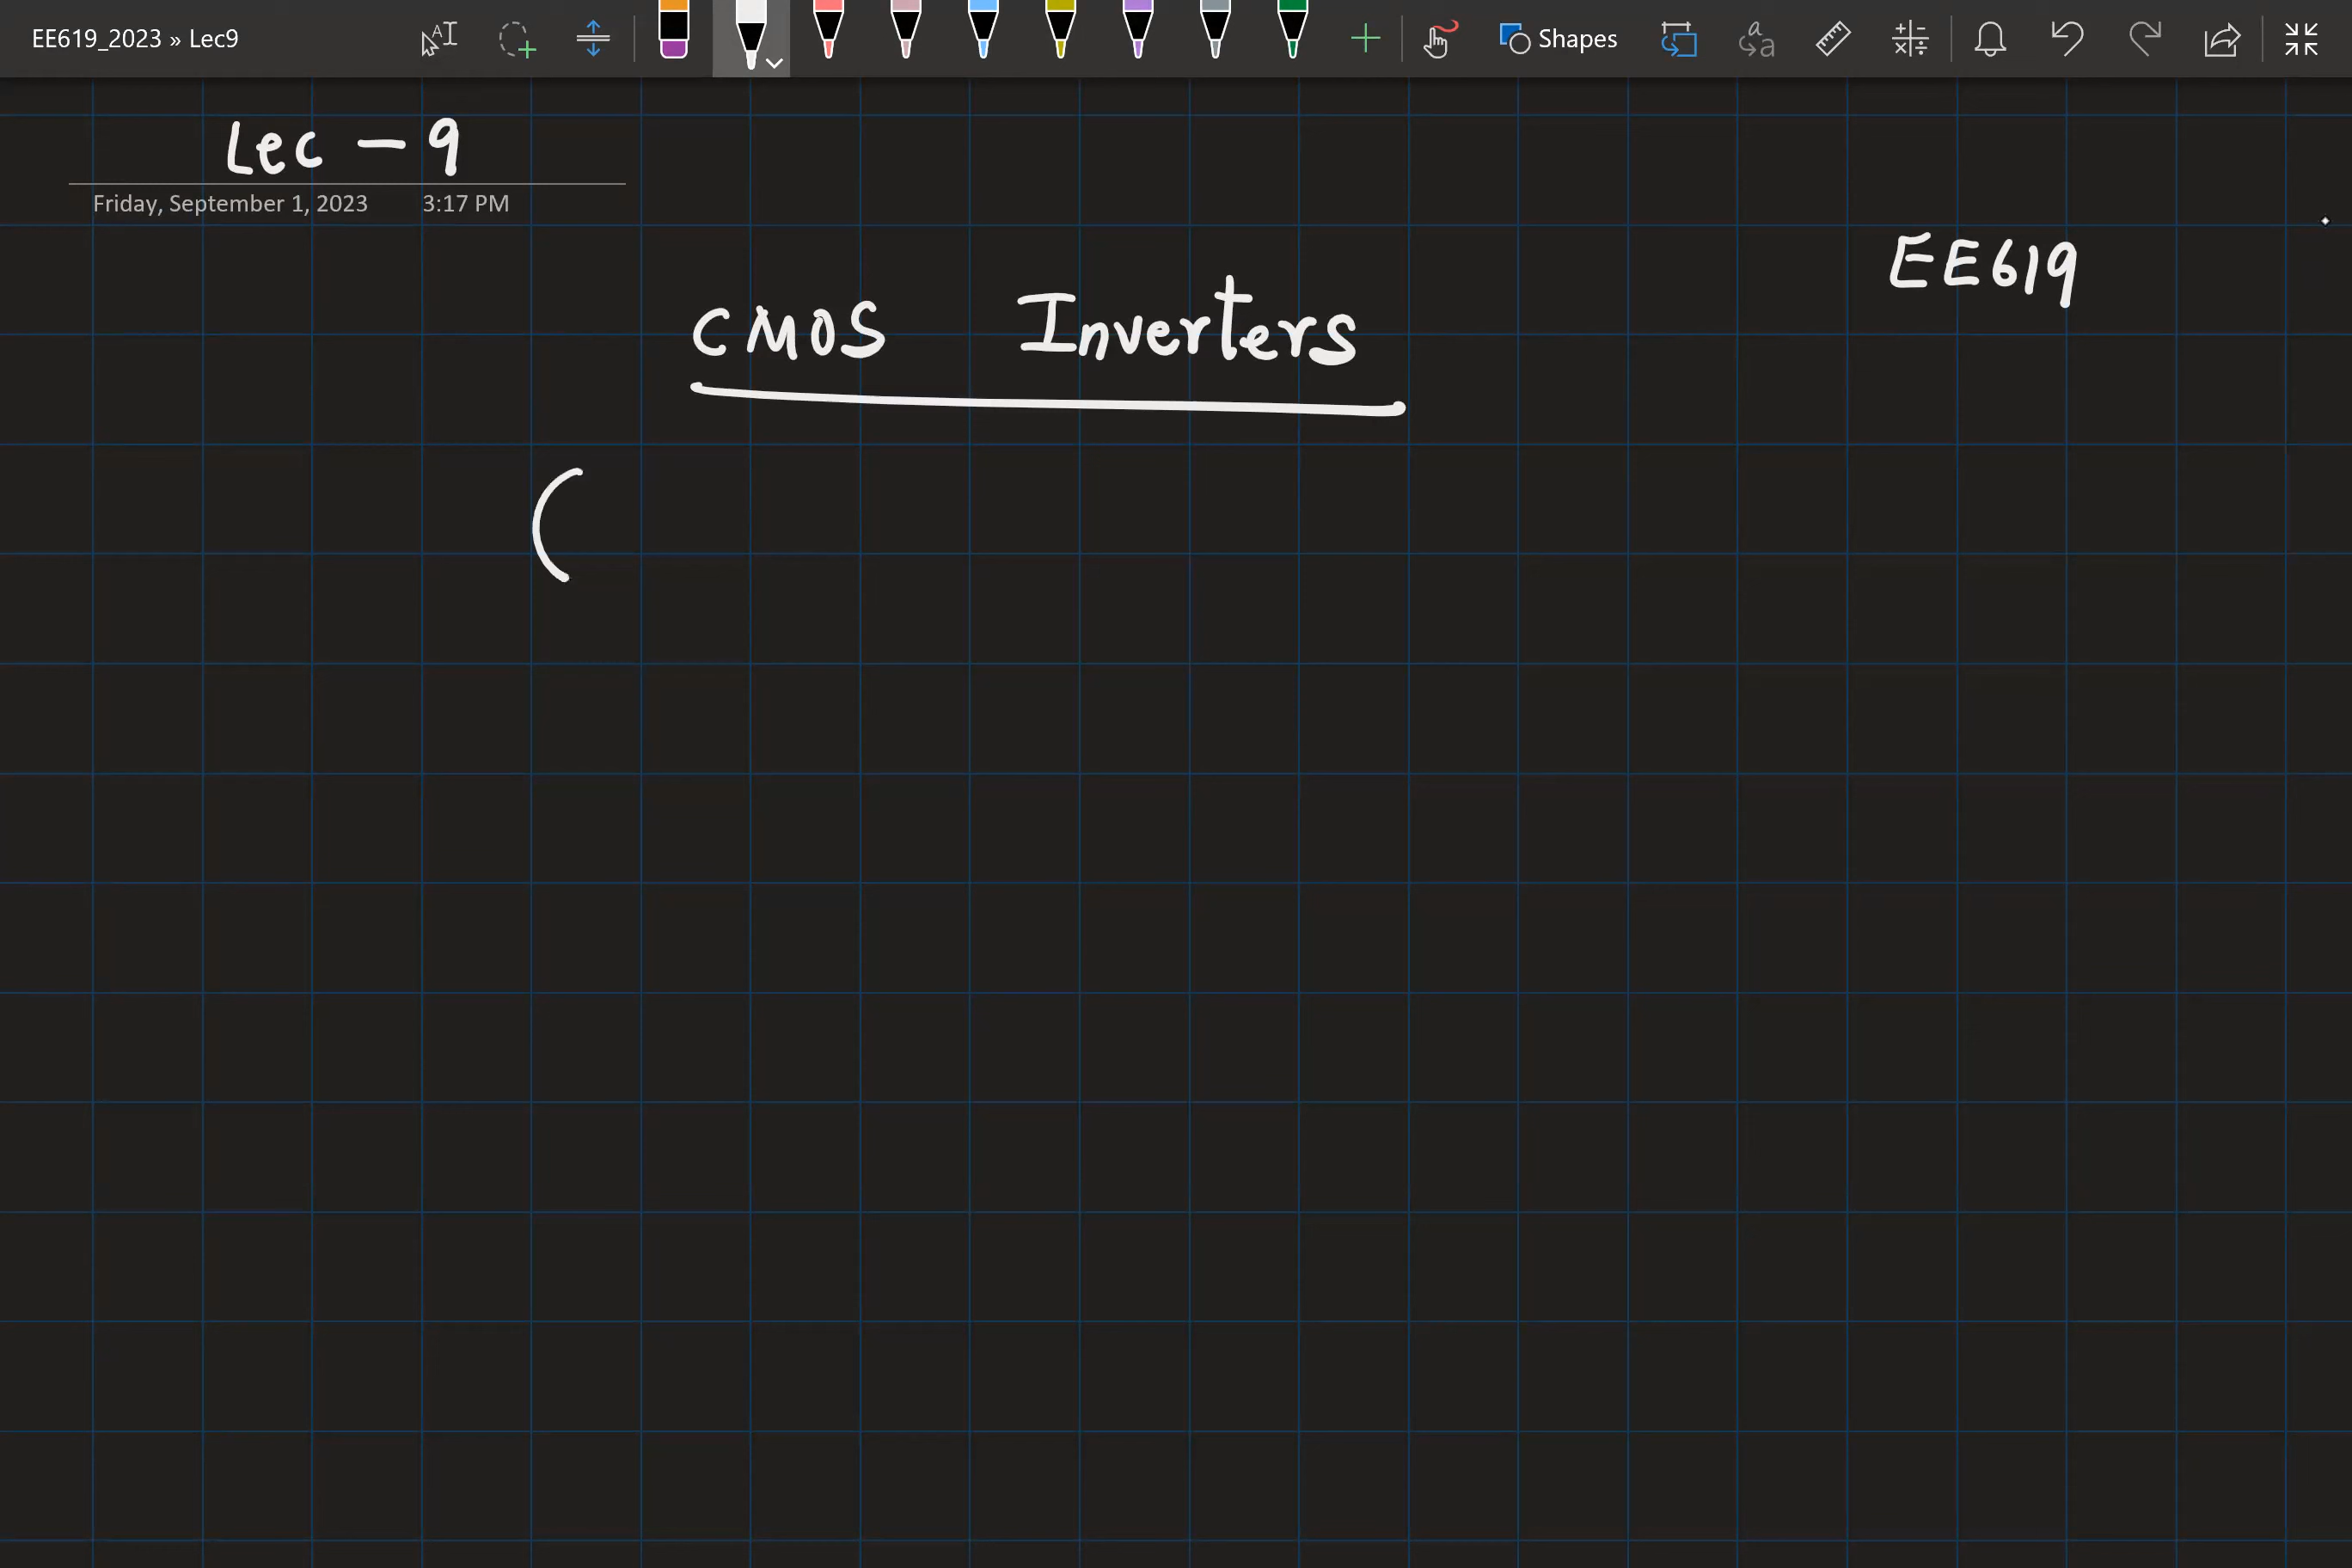 EE619_2023 » Lec9
Shapes
Lec - 9
Friday, September 1, 2023 3:17 PM
EE619
CMOS Inverters
(